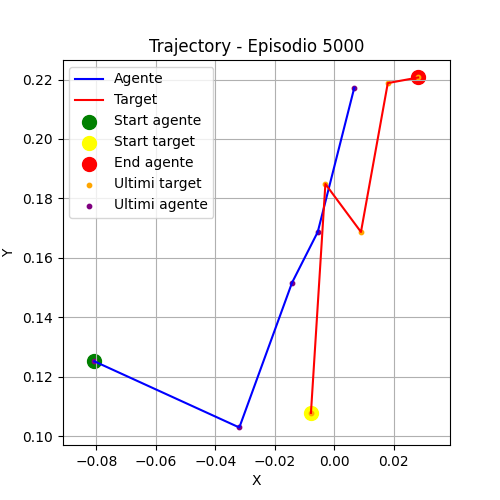 Trajectory - Episodio 5000
Agente
Target
Start agente
Start target
End agente
Ultimi target
Ultimi agente
Y
0.22
0.20
0.18
0.16
0.14
0.12
0.10
−0.08 −0.06 −0.04 −0.02 0.00 0.02
X